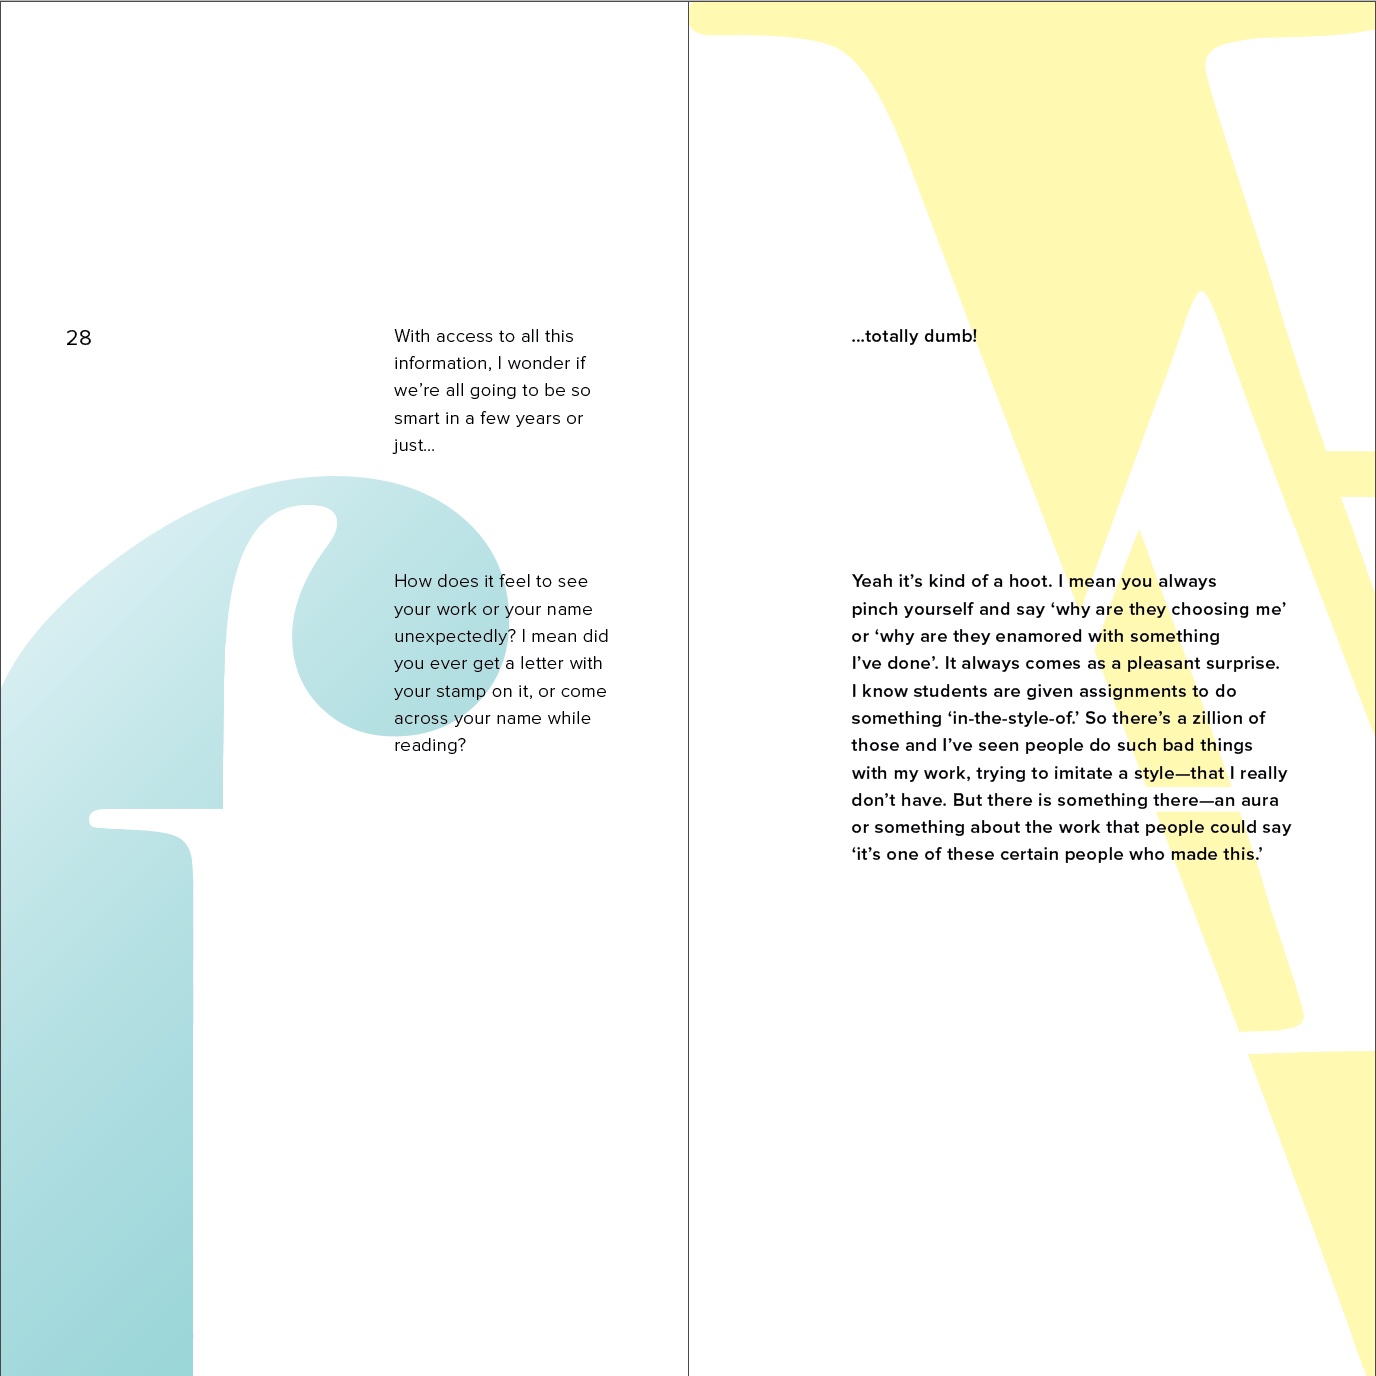 28
With access to all this
information, I wonder if
we’re all going to be so
smart in a few years or
just...
How does it feel to see
your work or your name
unexpectedly? I mean did
you ever get a letter with
your stamp on it, or come
across your name while
reading?
...totally dumb!
Yeah it’s kind of a hoot. I mean you always
pinch yourself and say ‘why are they choosing me’
or ‘why are they enamored with something
I’ve done’. It always comes as a pleasant surprise.
I know students are given assignments to do
something ‘in-the-style-of.’ So there’s a zillion of
those and I’ve seen people do such bad things
with my work, trying to imitate a style—that I really
don’t have. But there is something there—an aura
or something about the work that people could say
‘it’s one of these certain people who made this.’